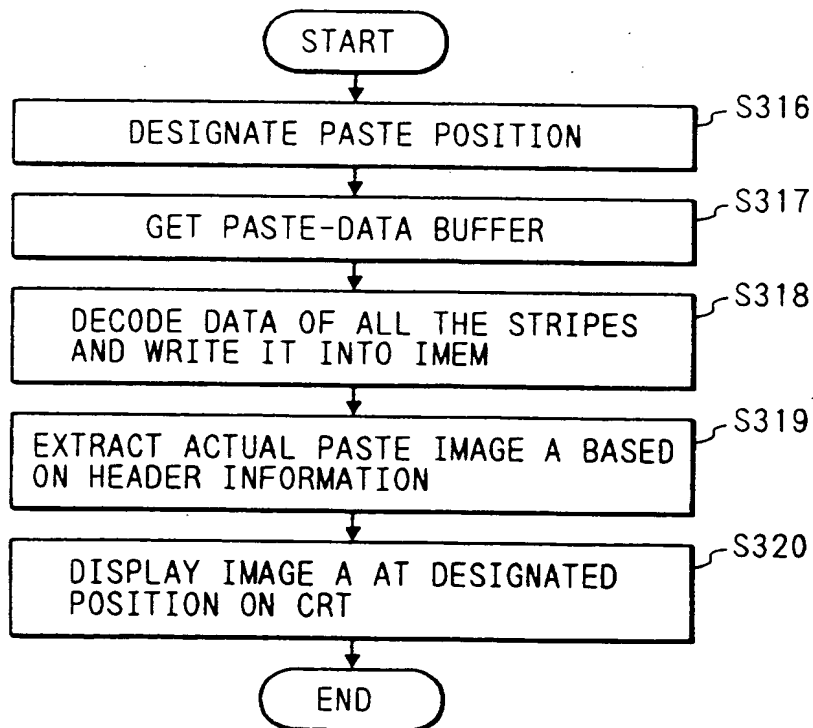 START
DESIGNATE PASTE POSITION
S316
GET PASTE-DATA BUFFER
S317
DECODE DATA OF ALL THE STRIPES
AND WRITE IT INTO IMEM
S318
EXTRACT ACTUAL PASTE IMAGE A BASED
ON HEADER INFORMATION
S319
DISPLAY IMAGE A AT DESIGNATED
POSITION ON CRT
S320
END